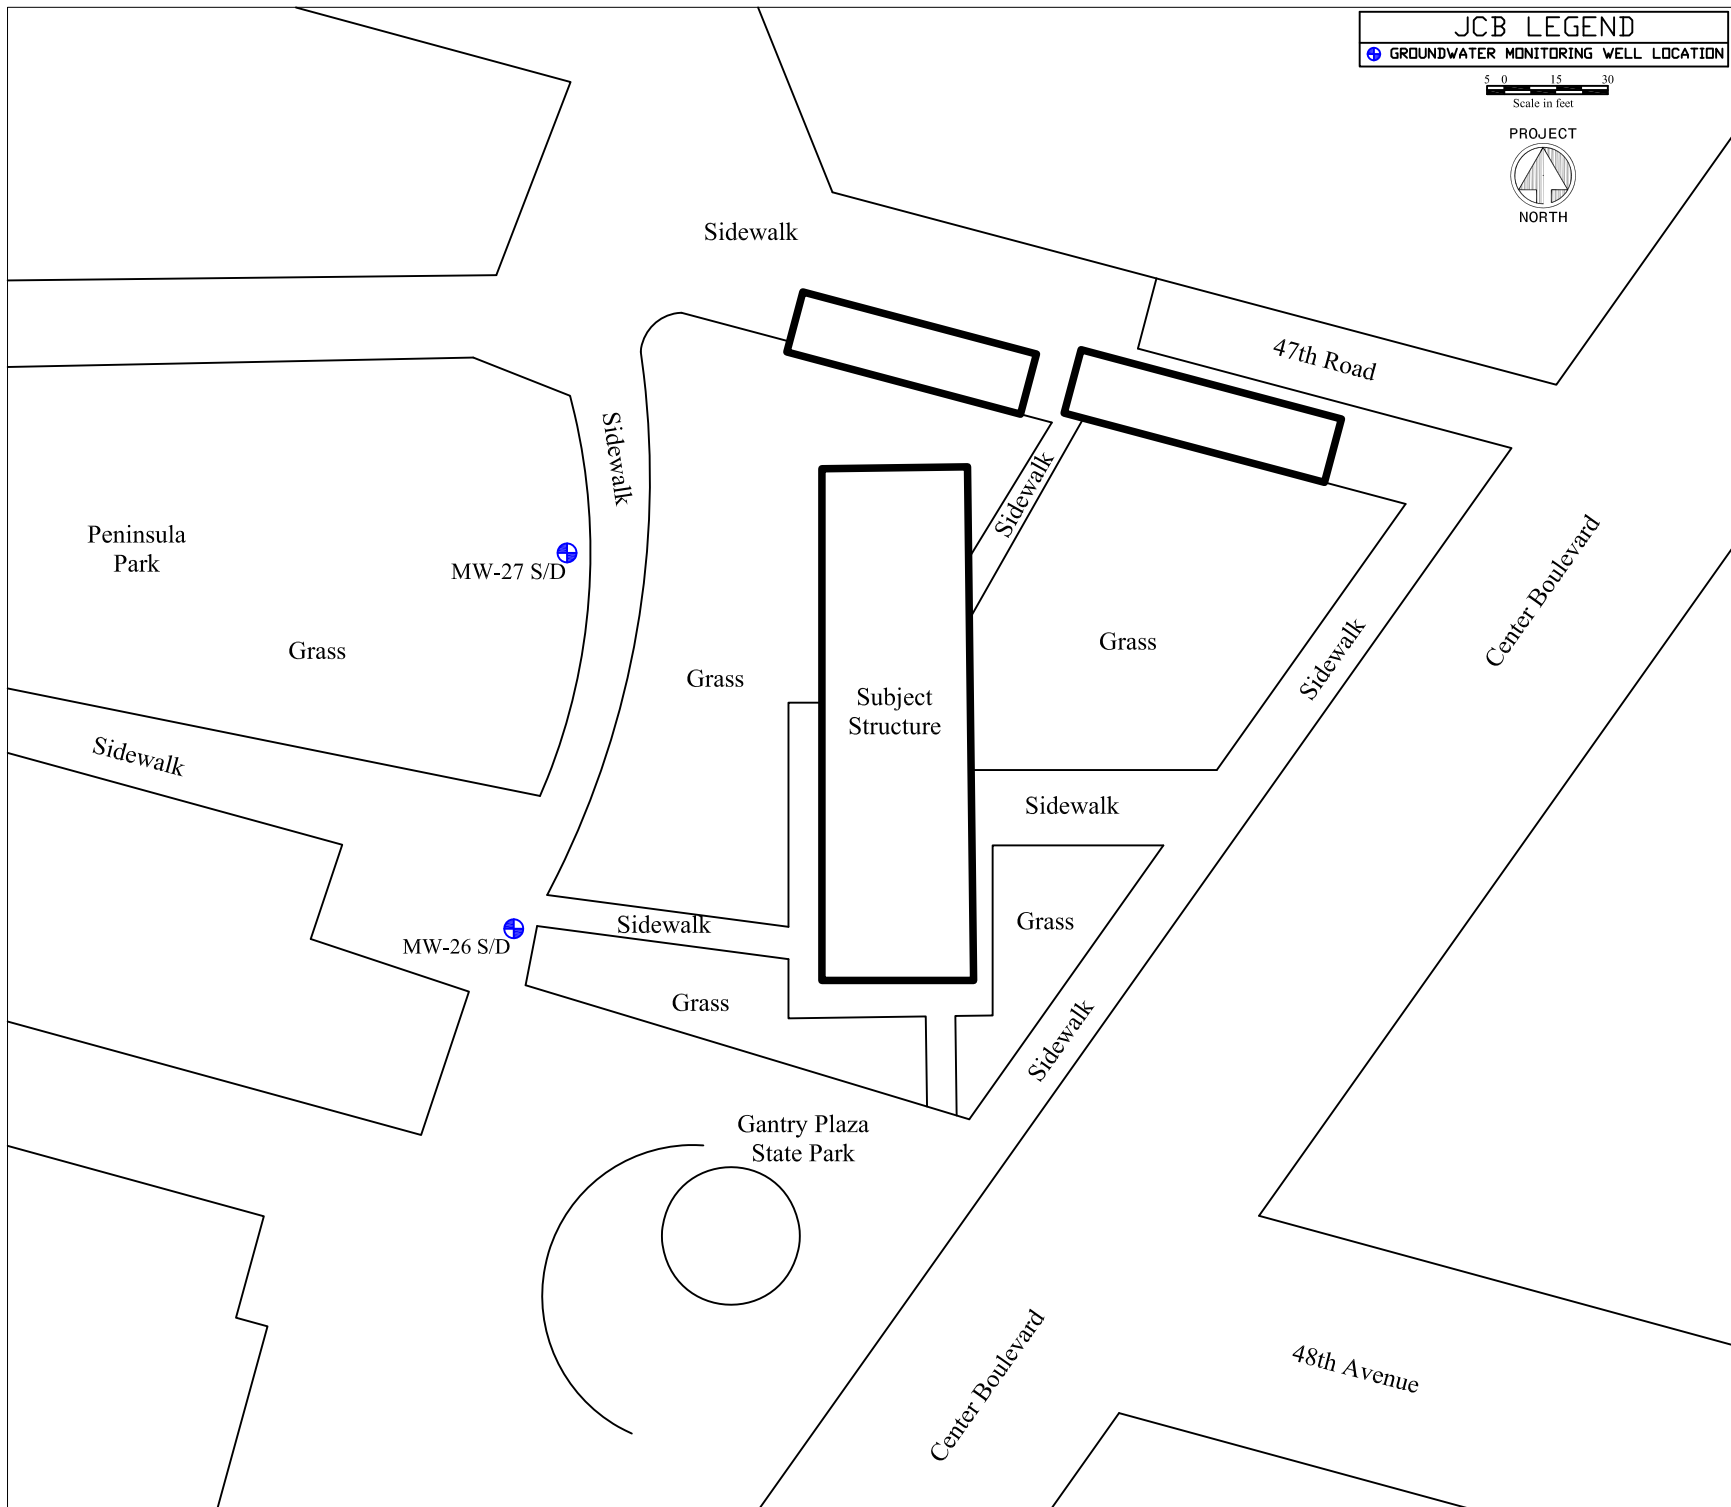 JCB LEGEND
GROUNDWATER MONITORING WELL LOCATION
5 0 15 30
Scale in feet
PROJECT
NORTH
Sidewalk
47th Road
Sidewalk
Sidewalk
Peninsula
Park
MW-27 S/D
Center Boulevard
Grass
Grass
Grass
Sidewalk
Subject
Structure
Sidewalk
Sidewalk
Grass
Sidewalk
MW-26 S/D
Grass
Sidewalk
Gantry Plaza
State Park
Center Boulevard
48th Avenue